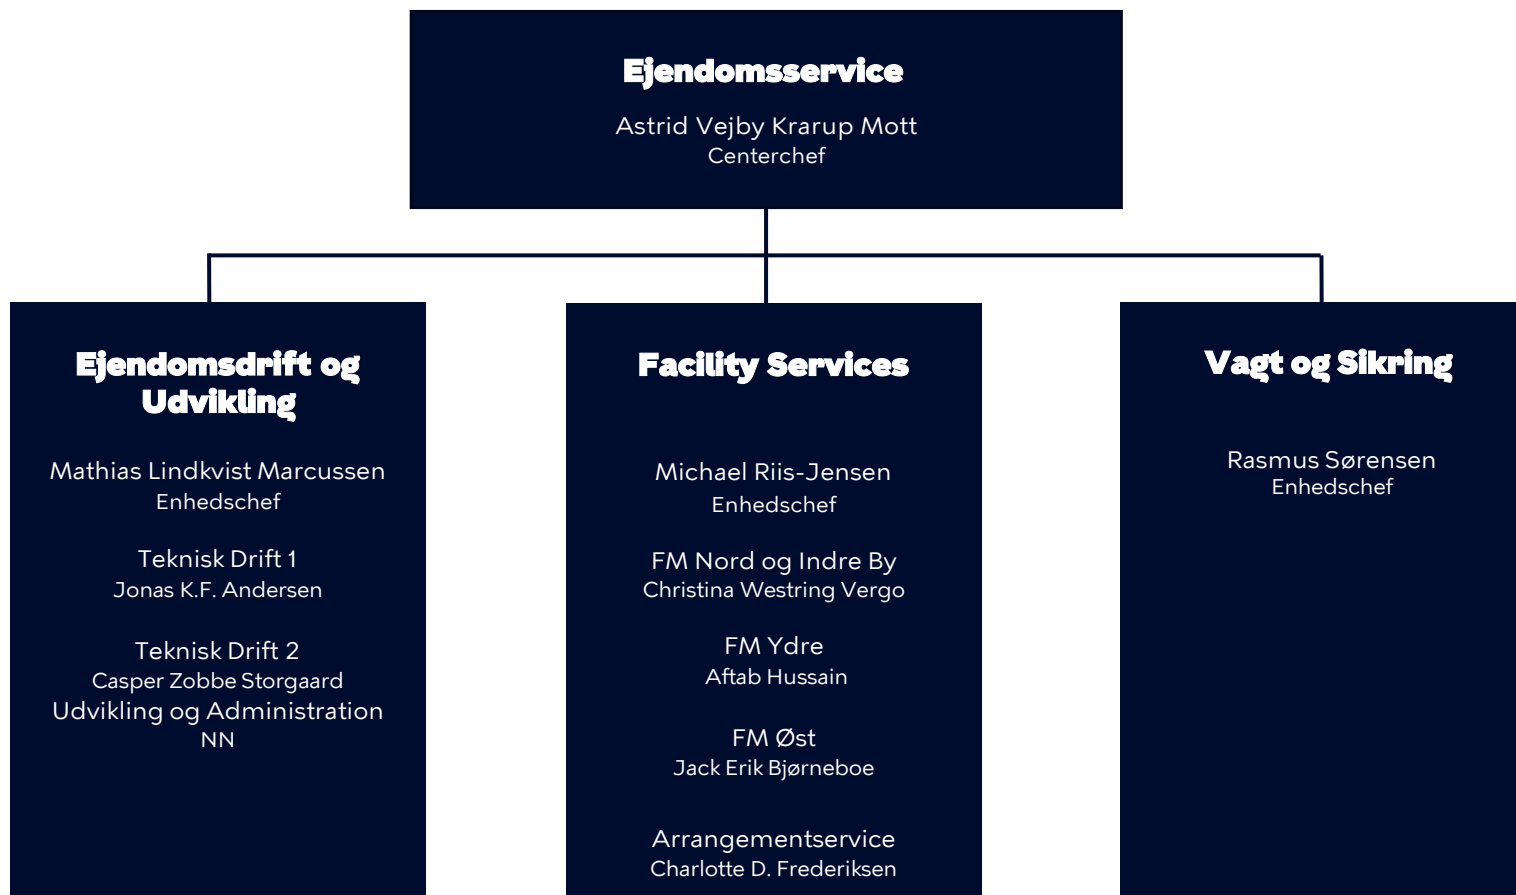 Ejendomsservice
Astrid Vejby Krarup Mott
Centerchef
Ejendomsdrift og
Udvikling
Mathias Lindkvist Marcussen
Enhedschef
Teknisk Drift 1
Jonas K.F. Andersen
Teknisk Drift 2
Casper Zobbe Storgaard
Udvikling og Administration
NN
Facility Services
Michael Riis-Jensen
Enhedschef
FM Nord og Indre By
Christina Westring Vergo
FM Ydre
Aftab Hussain
FM Øst
Jack Erik Bjørneboe
Arrangementservice
Charlotte D. Frederiksen
Vagt og Sikring
Rasmus Sørensen
Enhedschef